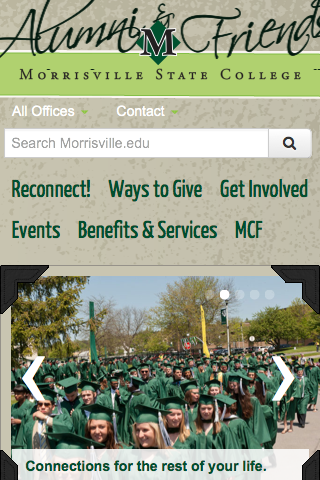 Alumni & Friends
M
MORRISVILLE STATE COLLEGE
All Offices Contact
Search Morrisville.edu
Reconnect! Ways to Give Get Involved
Events Benefits & Services MCF
Connections for the rest of your life.